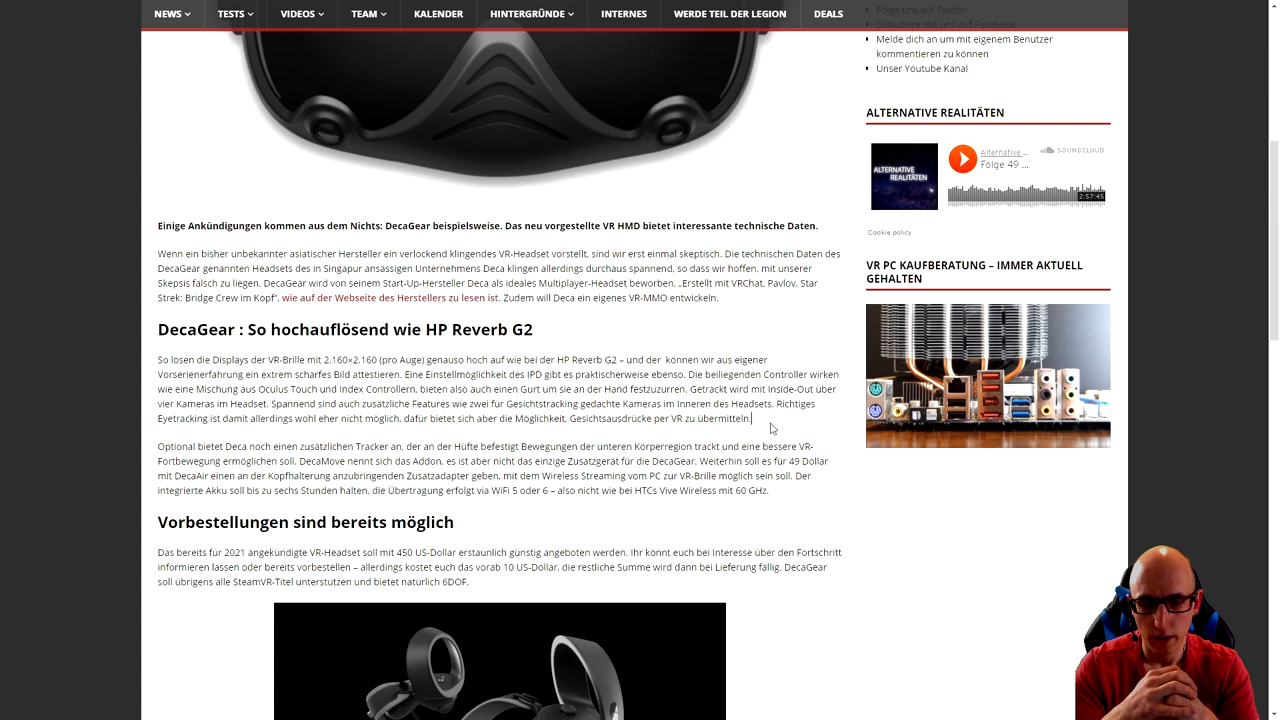 NEWS
TESTS
VIDEOS
TEAM
KALENDER
HINTERGRÜNDE
INTERNES
WERDE TEIL DER LEGION
DEALS
Einige Ankündigungen kommen aus dem Nichts: DecaGear beispielsweise. Das neu vorgestellte VR HMD bietet interessante technische Daten.
Wenn ein bisher unbekannter asiatischer Hersteller ein verlockend klingendes VR-Headset vorstellt, sind wir erst einmal skeptisch. Die technischen Daten des
DecaGear genannten Headsets des in Singapur ansässigen Unternehmens Deca klingen allerdings durchaus spannend, so dass wir hoffen, mit unserer
Skepsis falsch zu liegen. DecaGear wird von seinem Start-Up-Hersteller Deca als ideales Multiplayer-Headset beworben, „Erstellt mit VRChat, Pavlov, Star
Strek: Bridge Crew im Kopf“, wie auf der Webseite des Herstellers zu lesen ist. Zudem will Deca ein eigenes VR-MMO entwickeln.
DecaGear : So hochauflösend wie HP Reverb G2
So lösen die Displays der VR-Brille mit 2.160×2.160 (pro Auge) genauso hoch auf wie bei der HP Reverb G2 – und der können wir aus eigener
Vorserienerfahrung ein extrem scharfes Bild attestieren. Eine Einstellmöglichkeit des IPD gibt es praktischerweise ebenso. Die beiliegenden Controller wirken
wie eine Mischung aus Oculus Touch und Index Controllern, bieten also auch einen Gurt um sie an der Hand festzuzurren. Getrackt wird mit Inside-Out über
vier Kameras im Headset. Spannend sind auch zusätzliche Features wie zwei für Gesichtstracking gedachte Kameras im Inneren des Headsets. Richtiges
Eyetracking ist damit allerdings wohl eher nicht möglich, dafür bietet sich aber die Möglichkeit, Gesichtsausdrücke per VR zu übermitteln.
Optional bietet Deca noch einen zusätzlichen Tracker an, der an der Hüfte befestigt Bewegungen der unteren Körperregion trackt und eine bessere VR-
Fortbewegung ermöglichen soll. DecaMove nennt sich das Addon, es ist aber nicht das einzige Zusatzgerät für die DecaGear. Weiterhin soll es für 49 Dollar
mit DecaAir einen an der Kopfhalterung anzubringenden Zusatzadapter geben, mit dem Wireless Streaming vom PC zur VR-Brille möglich sein soll. Der
integrierte Akku soll bis zu sechs Stunden halten, die Übertragung erfolgt via WiFi 5 oder 6 – also nicht wie bei HTCs Vive Wireless mit 60 GHz.
Vorbestellungen sind bereits möglich
Das bereits für 2021 angekündigte VR-Headset soll mit 450 US-Dollar erstaunlich günstig angeboten werden. Ihr könnt euch bei Interesse über den Fortschritt
informieren lassen oder bereits vorbestellen – allerdings kostet euch das vorab 10 US-Dollar, die restliche Summe wird dann bei Lieferung fällig. DecaGear
soll übrigens alle SteamVR-Titel unterstützen und bietet natürlich 6DOF.
Folge uns auf Twitter
Diskutiere mit uns auf Facebook
Melde dich an um mit eigenem Benutzer
kommentieren zu können
Unser Youtube Kanal
ALTERNATIVE REALITÄTEN
ALTERNATIVE
REALITÄTEN
Alternative ...
Folge 49 ...
SOUNDCLOUD
2:57:45
Cookie policy
VR PC KAUFBERATUNG – IMMER AKTUELL
GEHALTEN